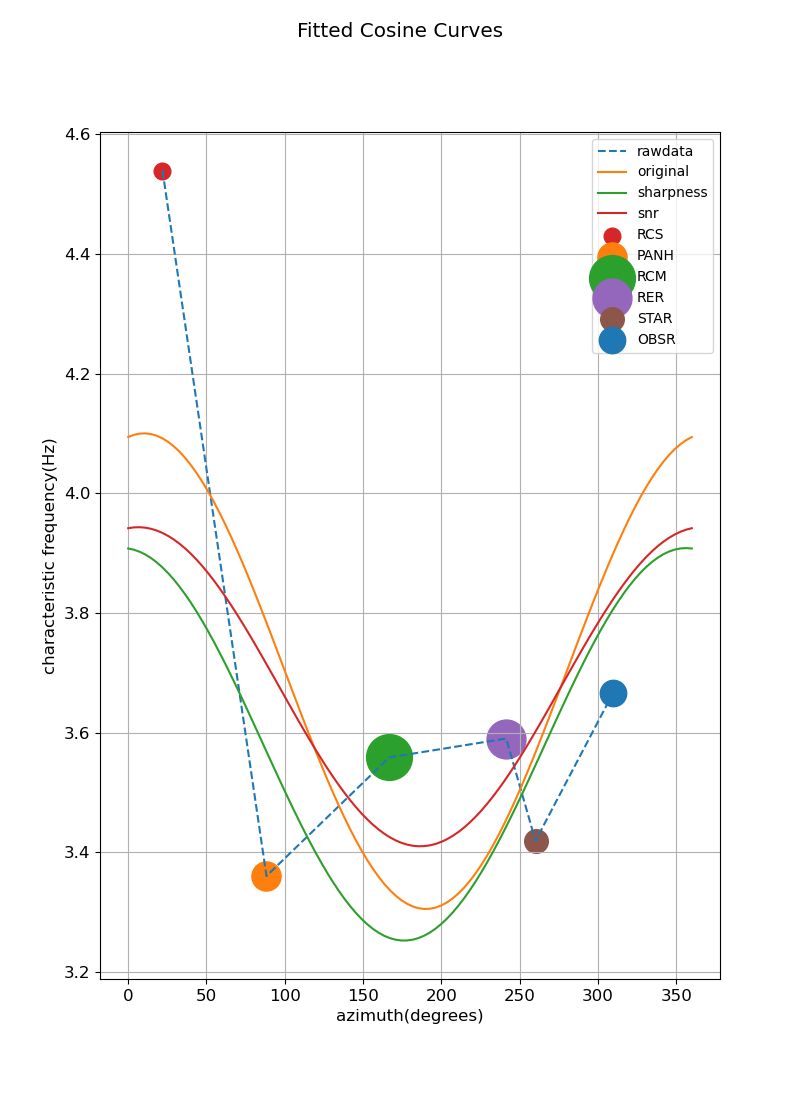 Fitted Cosine Curves
4.6
4.4
4.2
4.0
3.8
3.6
3.4
3.2
characteristic frequency(Hz)
rawdata
original
sharpness
snr
RCS
PANH
RCM
RER
STAR
OBSR
0 50 100 150 200 250 300 350
azimuth(degrees)